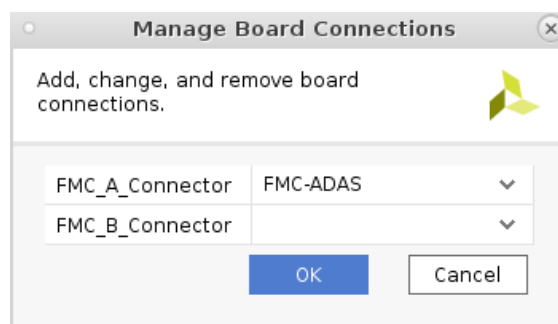 Manage Board Connections
Add, change, and remove board
connections.
FMC_A_Connector FMC-ADAS
FMC_B_Connector
OK Cancel